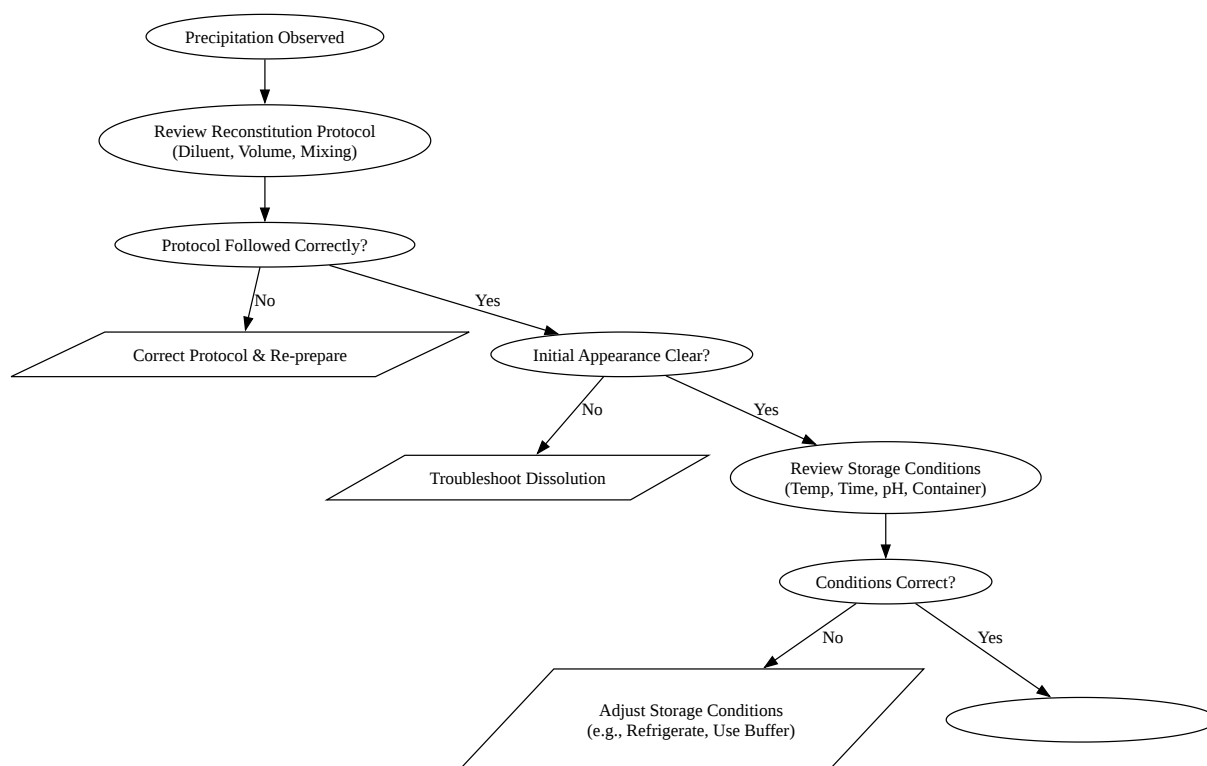 Precipitation Observed
Review Reconstitution Protocol
(Diluent, Volume, Mixing)
Protocol Followed Correctly?
No
Yes
Correct Protocol & Re-prepare
Initial Appearance Clear?
No
Yes
Troubleshoot Dissolution
Review Storage Conditions
(Temp, Time, pH, Container)
Conditions Correct?
No
Yes
Adjust Storage Conditions
(e.g., Refrigerate, Use Buffer)